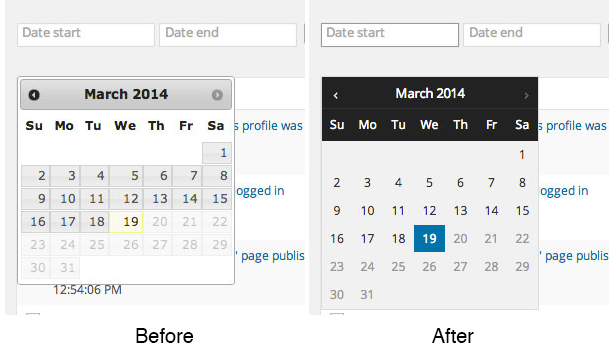 Date start Date end
March 2014
Su Mo Tu We Th Fr Sa
1
2 3 4 5 6 7 8
9 10 11 12 13 14 15
16 17 18 19 20 21 22
23 24 25 26 27 28 29
30 31
s profile was
ogged in
" page publis
12:54:06 PM
Before
Date start Date end
March 2014
Su Mo Tu We Th Fr Sa
1
2 3 4 5 6 7 8
9 10 11 12 13 14 15
16 17 18 19 20 21 22
23 24 25 26 27 28 29
30 31
s profile was
ogged in
" page publis
After